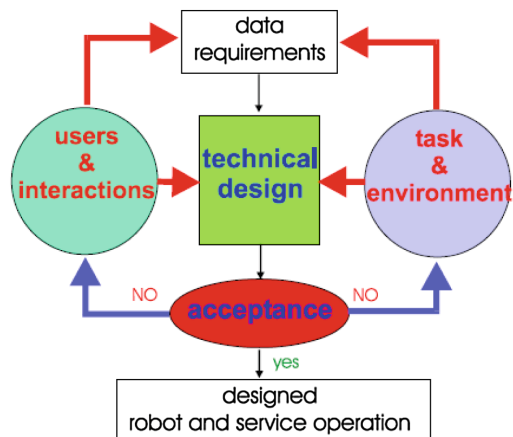 data
requirements
users
&
interactions
technical
design
task
&
environment
NO
acceptance
NO
yes
designed
robot and service operation